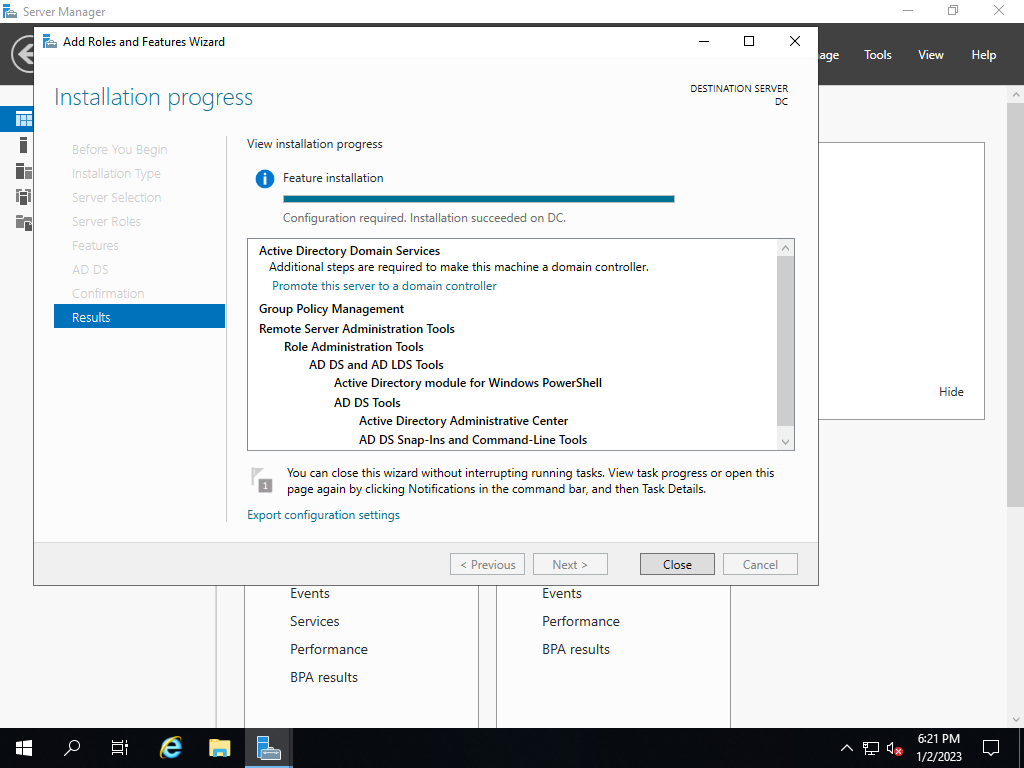 Server Manager
Add Roles and Features Wizard
Tools
View
Help
Installation progress
DESTINATION SERVER
DC
Before You Begin
Installation Type
Server Selection
Server Roles
Features
AD DS
Confirmation
Results
View installation progress
Feature installation
Configuration required. Installation succeeded on DC.
Active Directory Domain Services
Additional steps are required to make this machine a domain controller.
Promote this server to a domain controller
Group Policy Management
Remote Server Administration Tools
Role Administration Tools
AD DS and AD LDS Tools
Active Directory module for Windows PowerShell
AD DS Tools
Active Directory Administrative Center
AD DS Snap-Ins and Command-Line Tools
1
You can close this wizard without interrupting running tasks. View task progress or open this
page again by clicking Notifications in the command bar, and then Task Details.
Export configuration settings
< Previous
Next >
Close
Cancel
Hide
Events
Services
Performance
BPA results
Events
Performance
BPA results
6:21 PM
1/2/2023